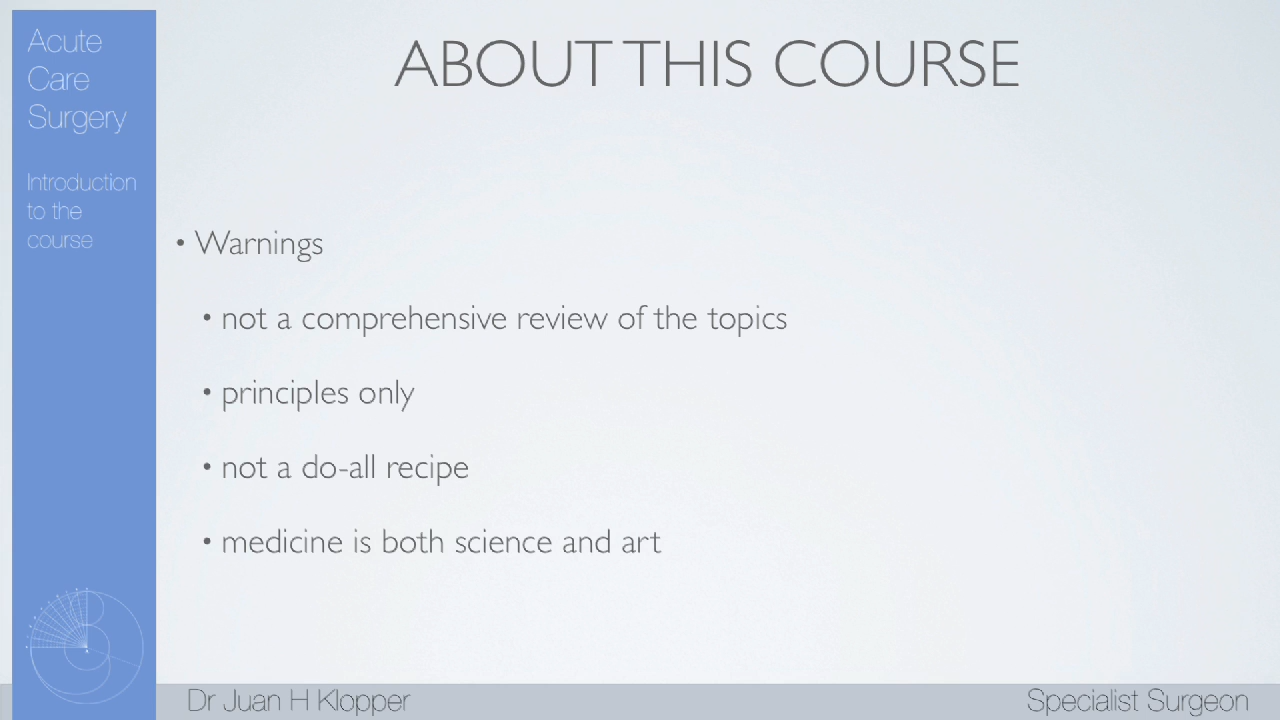 Acute
Care
Surgery
Introduction
to the
course
ABOUT THIS COURSE
• Warnings
• not a comprehensive review of the topics
• principles only
• not a do-all recipe
• medicine is both science and art
Dr Juan H Klopper
Specialist Surgeon